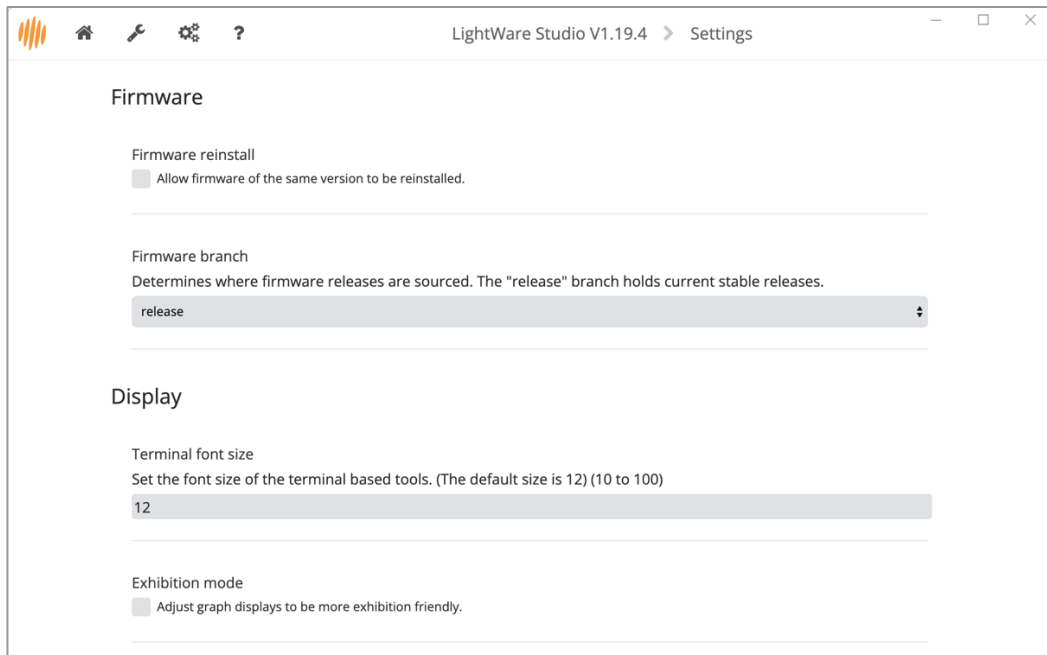 ? LightWare Studio V1.19.4 > Settings
Firmware
Firmware reinstall
Allow firmware of the same version to be reinstalled.
Firmware branch
Determines where firmware releases are sourced. The "release" branch holds current stable releases.
release
Display
Terminal font size
Set the font size of the terminal based tools. (The default size is 12) (10 to 100)
12
Exhibition mode
Adjust graph displays to be more exhibition friendly.